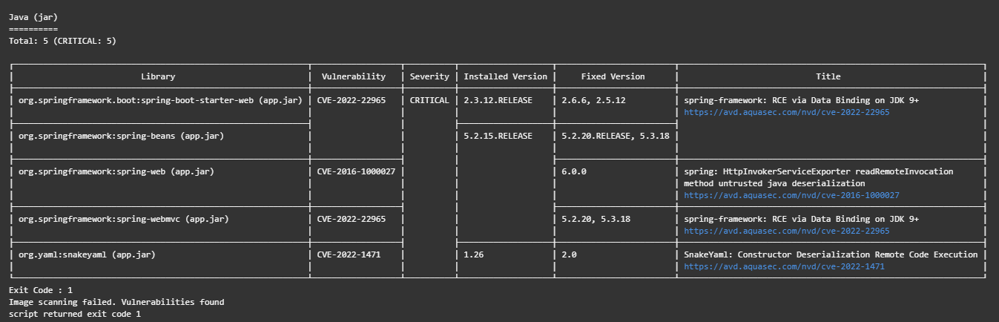 Java (jar)
==========
Total: 5 (CRITICAL: 5)
Library | Vulnerability | Severity | Installed Version | Fixed Version | Title
org.springframework.boot:spring-boot-starter-web (app.jar) | CVE-2022-22965 | CRITICAL | 2.3.12.RELEASE | 2.6.6, 2.5.12 | spring-framework: RCE via Data Binding on JDK 9+
https://avd.aquasec.com/nvd/cve-2022-22965
org.springframework:spring-beans (app.jar) | 5.2.15.RELEASE | 5.2.20.RELEASE, 5.3.18
org.springframework:spring-web (app.jar) | CVE-2016-1000027 | 6.0.0 | spring: HttpInvokerServiceExporter readRemoteInvocation
method untrusted java deserialization
https://avd.aquasec.com/nvd/cve-2016-1000027
org.springframework:spring-webmvc (app.jar) | CVE-2022-22965 | 5.2.20, 5.3.18 | spring-framework: RCE via Data Binding on JDK 9+
https://avd.aquasec.com/nvd/cve-2022-22965
org.yaml:snakeyaml (app.jar) | CVE-2022-1471 | 1.26 | 2.0 | SnakeYaml: Constructor Deserialization Remote Code Execution
https://avd.aquasec.com/nvd/cve-2022-1471
Exit Code : 1
Image scanning failed. Vulnerabilities found
script returned exit code 1